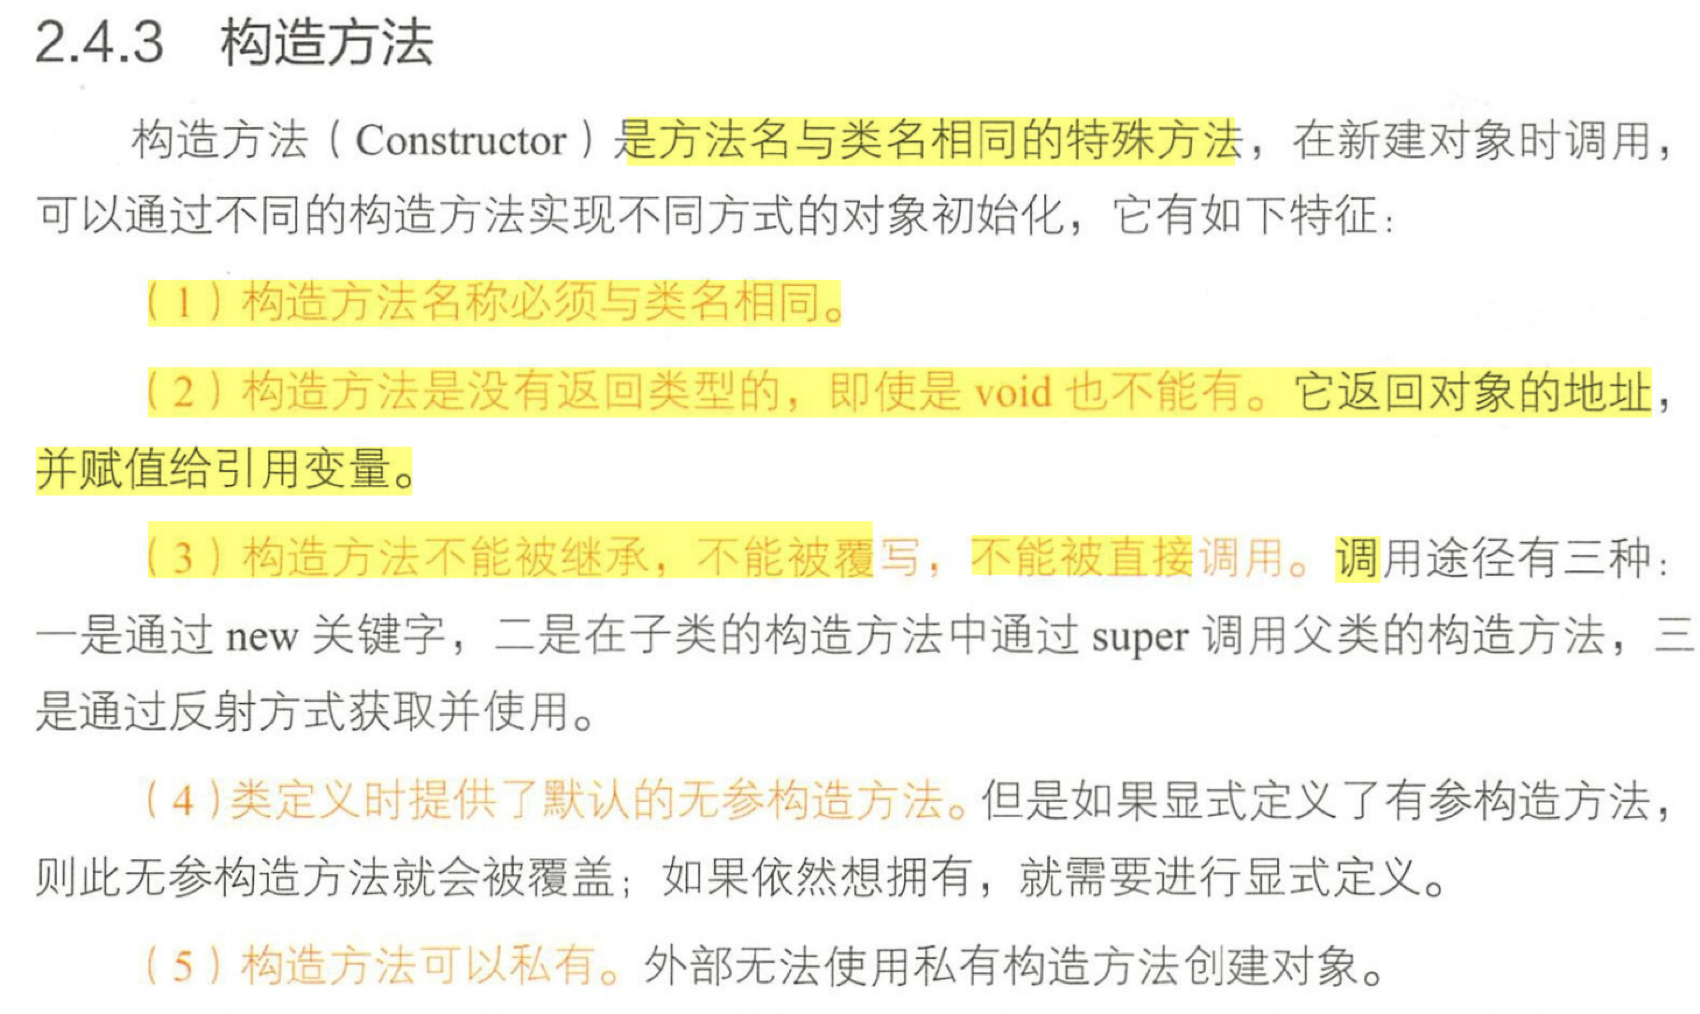 2.4.3 构造方法
构造方法（Constructor）是方法名与类名相同的特殊方法，在新建对象时调用，
可以通过不同的构造方法实现不同方式的对象初始化，它有如下特征：
（1）构造方法名称必须与类名相同。
（2）构造方法是没有返回类型的，即使是 void 也不能有。它返回对象的地址，
并赋值给引用变量。
（3）构造方法不能被继承，不能被覆写，不能被直接调用。调用途径有三种：
一是通过 new 关键字，二是在子类的构造方法中通过 super 调用父类的构造方法，三
是通过反射方式获取并使用。
（4）类定义时提供了默认的无参构造方法。但是如果显式定义了有参构造方法，
则此无参构造方法就会被覆盖；如果依然想拥有，就需要进行显式定义。
（5）构造方法可以私有。外部无法使用私有构造方法创建对象。